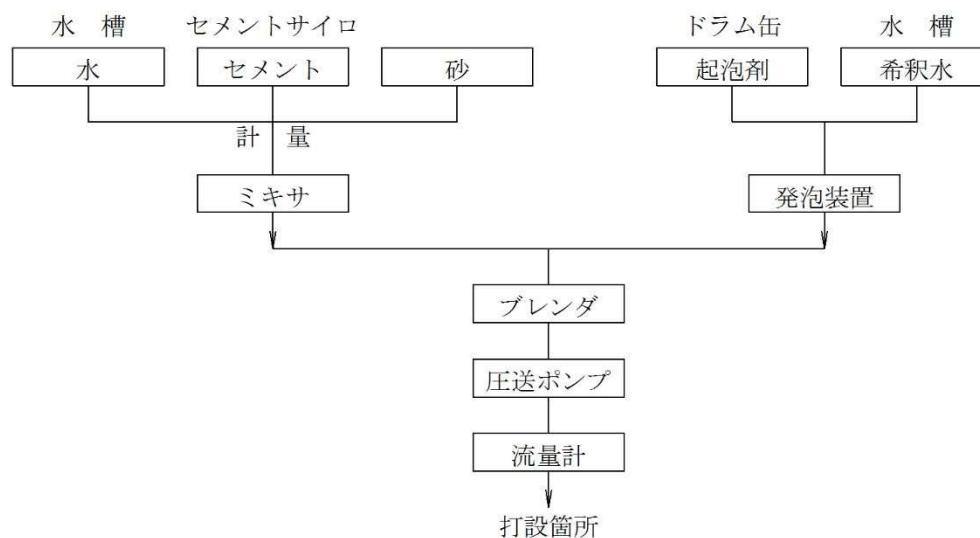 水 槽 セメントサイロ ドラム缶 水 槽
水 セメント 砂 起泡剤 希釈水
計 量
ミキサ 発泡装置
ブレンダ
圧送ポンプ
流量計
打設箇所